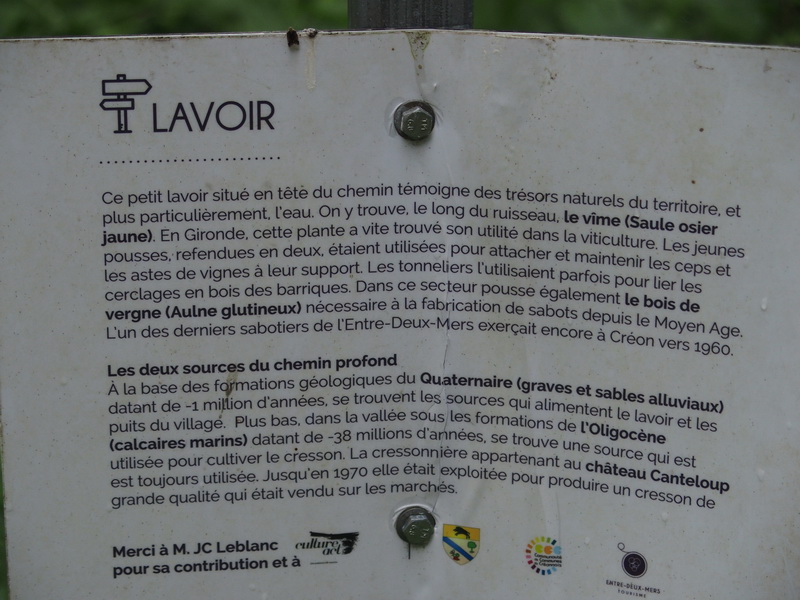 LAVOIR
Ce petit lavoir situé en tête du chemin témoigne des trésors naturels du territoire, et
plus particulièrement, l'eau. On y trouve, le long du ruisseau, le vîme (Saule osier
jaune). En Gironde, cette plante a vite trouvé son utilité dans la viticulture. Les jeunes
pousses, refendues en deux, étaient utilisées pour attacher et maintenir les ceps et
les astes de vignes à leur support. Les tonneliers l'utilisaient parfois pour lier les
cerclages en bois des barriques. Dans ce secteur pousse également le bois de
vergne (Aulne glutineux) nécessaire à la fabrication de sabots depuis le Moyen Age.
L'un des derniers sabotiers de l'Entre-Deux-Mers exerçait encore à Créon vers 1960.
Les deux sources du chemin profond
À la base des formations géologiques du Quaternaire (graves et sables alluviaux)
datant de -1 million d'années, se trouvent les sources qui alimentent le lavoir et les
puits du village. Plus bas, dans la vallée sous les formations de l'Oligocène
(calcaires marins) datant de -38 millions d'années, se trouve une source qui est
utilisée pour cultiver le cresson. La cressonnière appartenant au château Canteloup
est toujours utilisée. Jusqu'en 1970 elle était exploitée pour produire un cresson de
grande qualité qui était vendu sur les marchés.
Merci à M. JC Leblanc
pour sa contribution et à
culture
act
ENTRE-DEUX-MERS
TOURISME